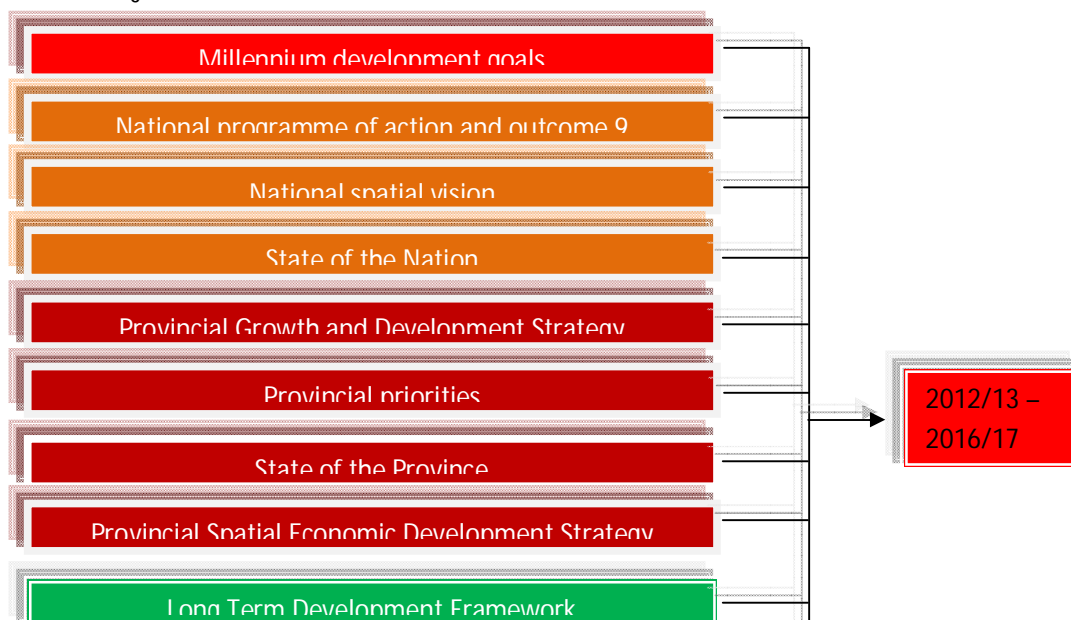 Millennium development goals
National programme of action and outcome 9
National spatial vision
State of the Nation
Provincial Growth and Development Strategy
Provincial priorities
State of the Province
Provincial Spatial Economic Development Strategy
Long Term Development Framework
2012/13 –
2016/17